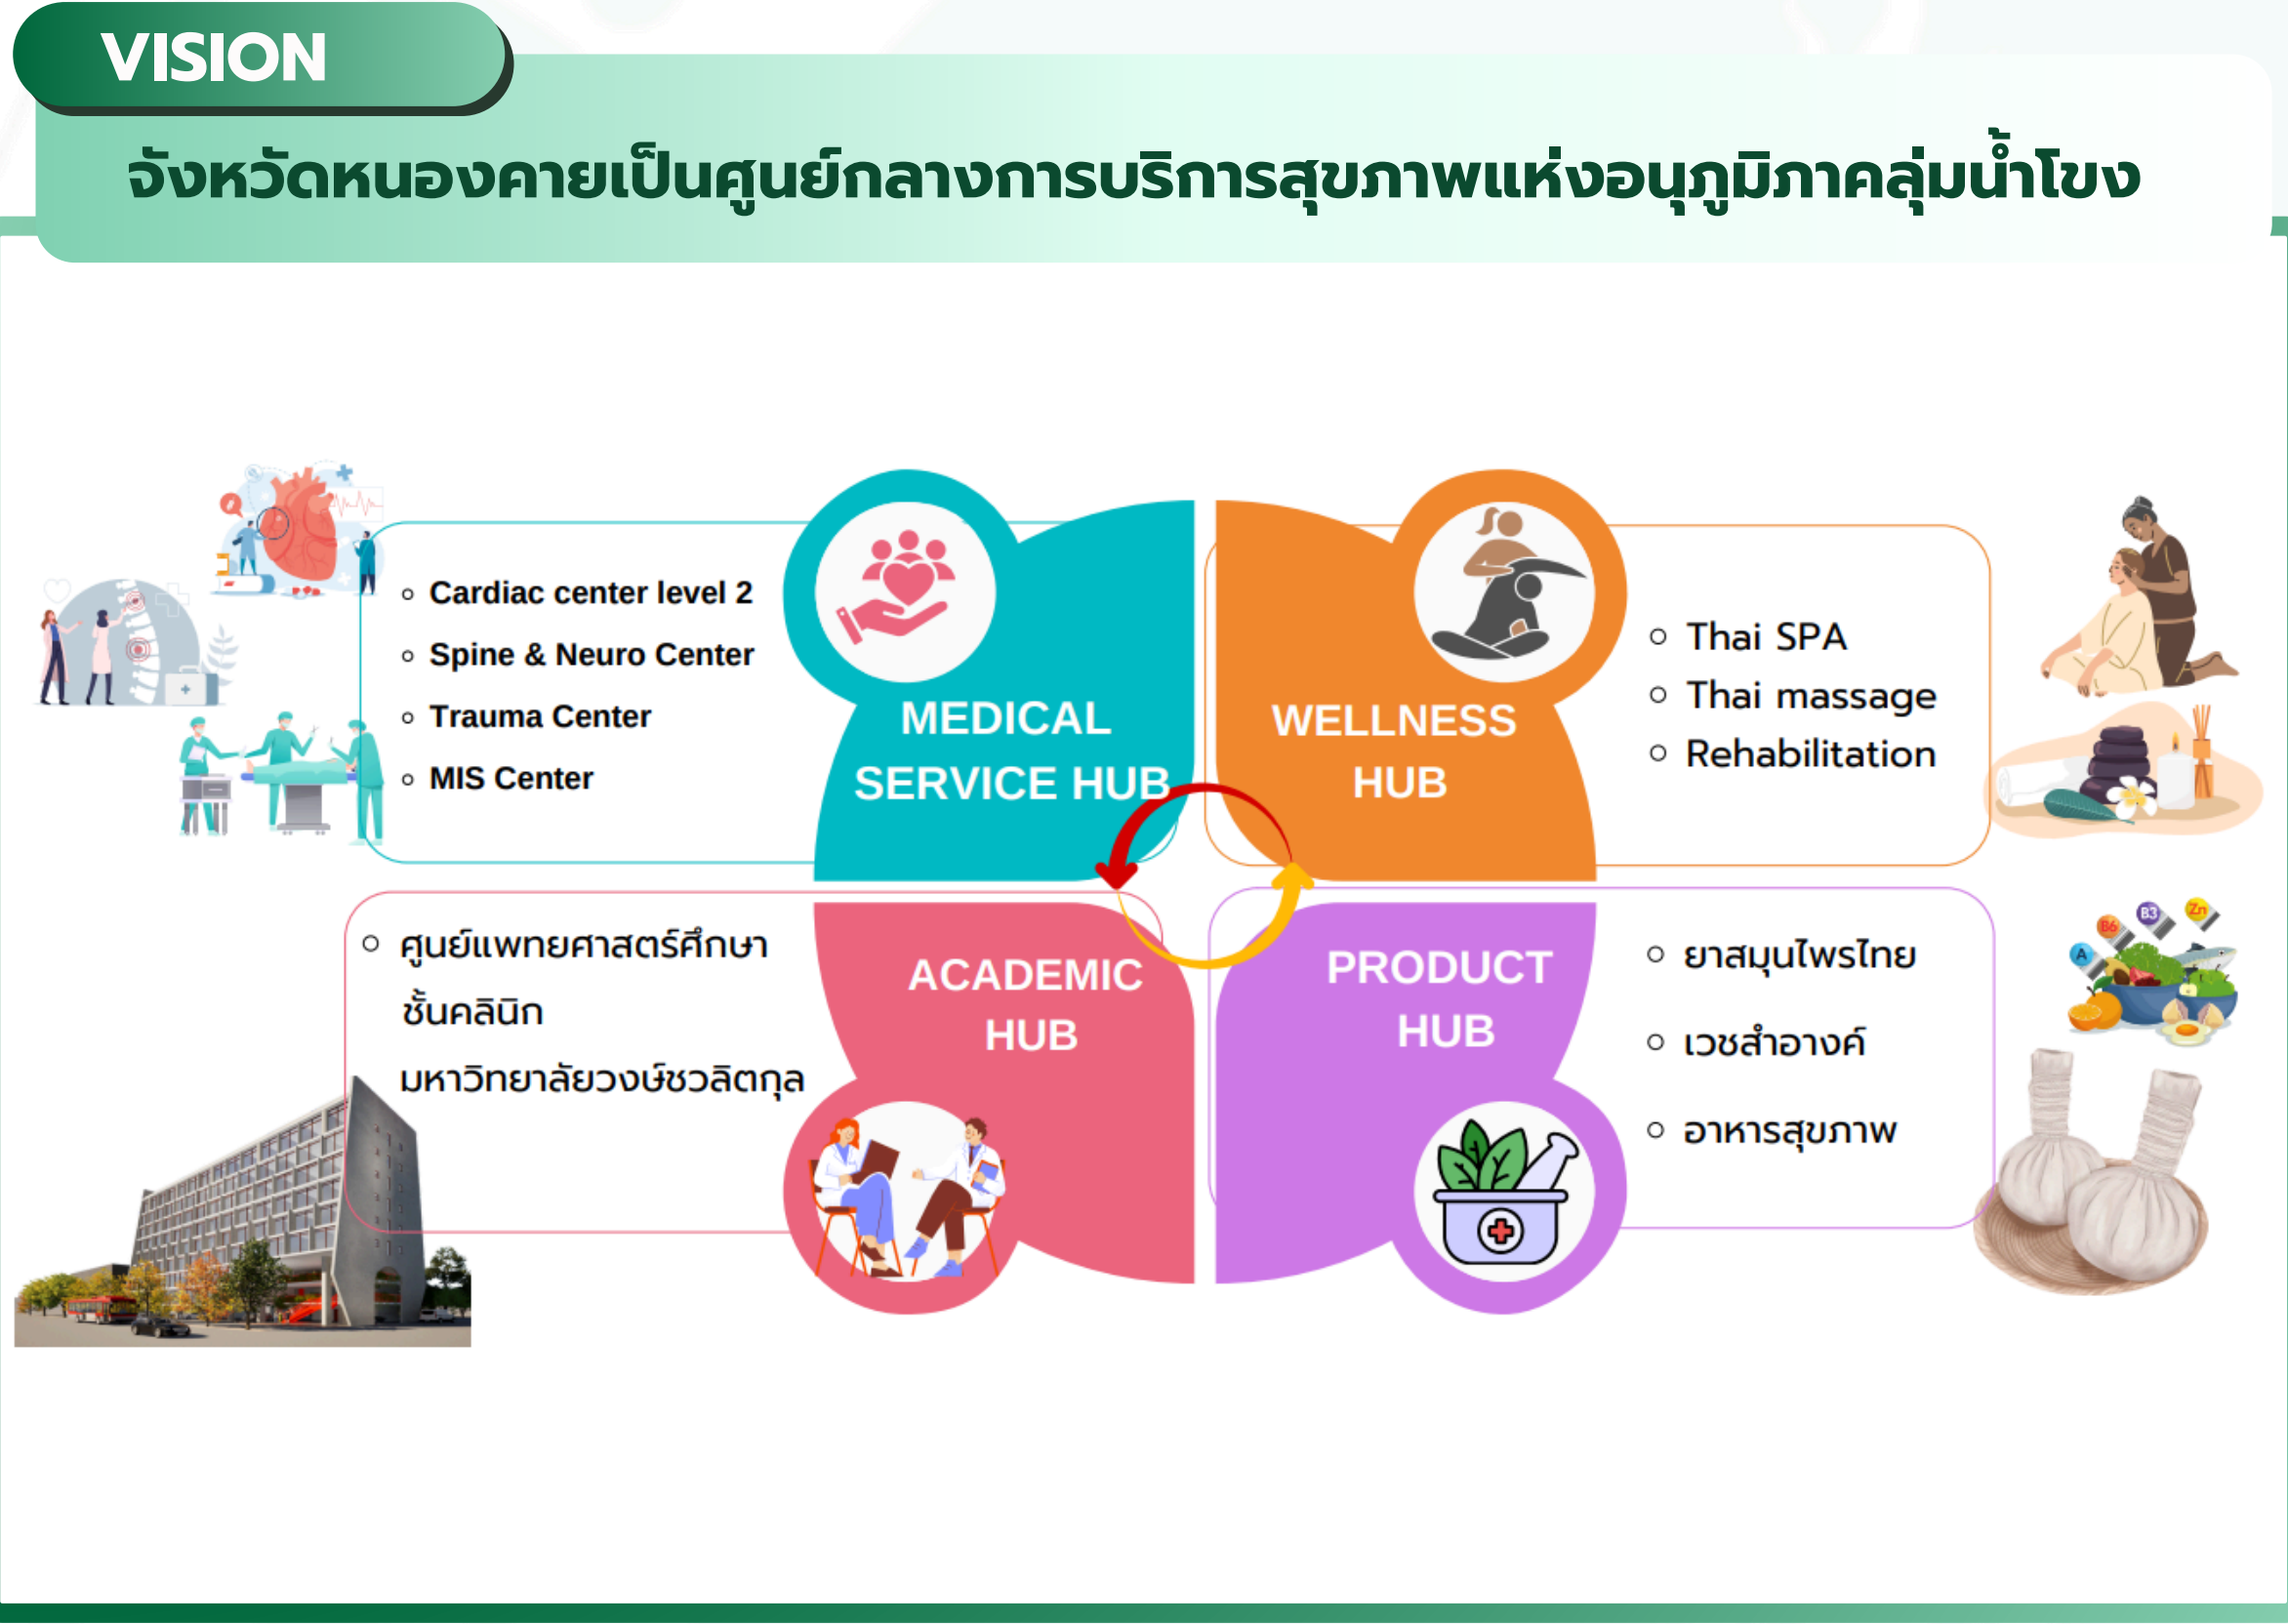 VISION
จังหวัดหนองคายเป็นศูนย์กลางการบริการสุขภาพแห่งอนุภูมิภาคลุ่มน้ำโขง
Cardiac center level 2
Spine & Neuro Center
Trauma Center
MIS Center
MEDICAL
SERVICE HUB
WELLNESS
HUB
Thai SPA
Thai massage
Rehabilitation
ศูนย์แพทยศาสตร์ศึกษา
ชั้นคลินิก
มหาวิทยาลัยวงษ์ชวลิตกุล
ACADEMIC
HUB
PRODUCT
HUB
ยาสมุนไพรไทย
เวชสำอางค์
อาหารสุขภาพ
B6
B3
Zn
A